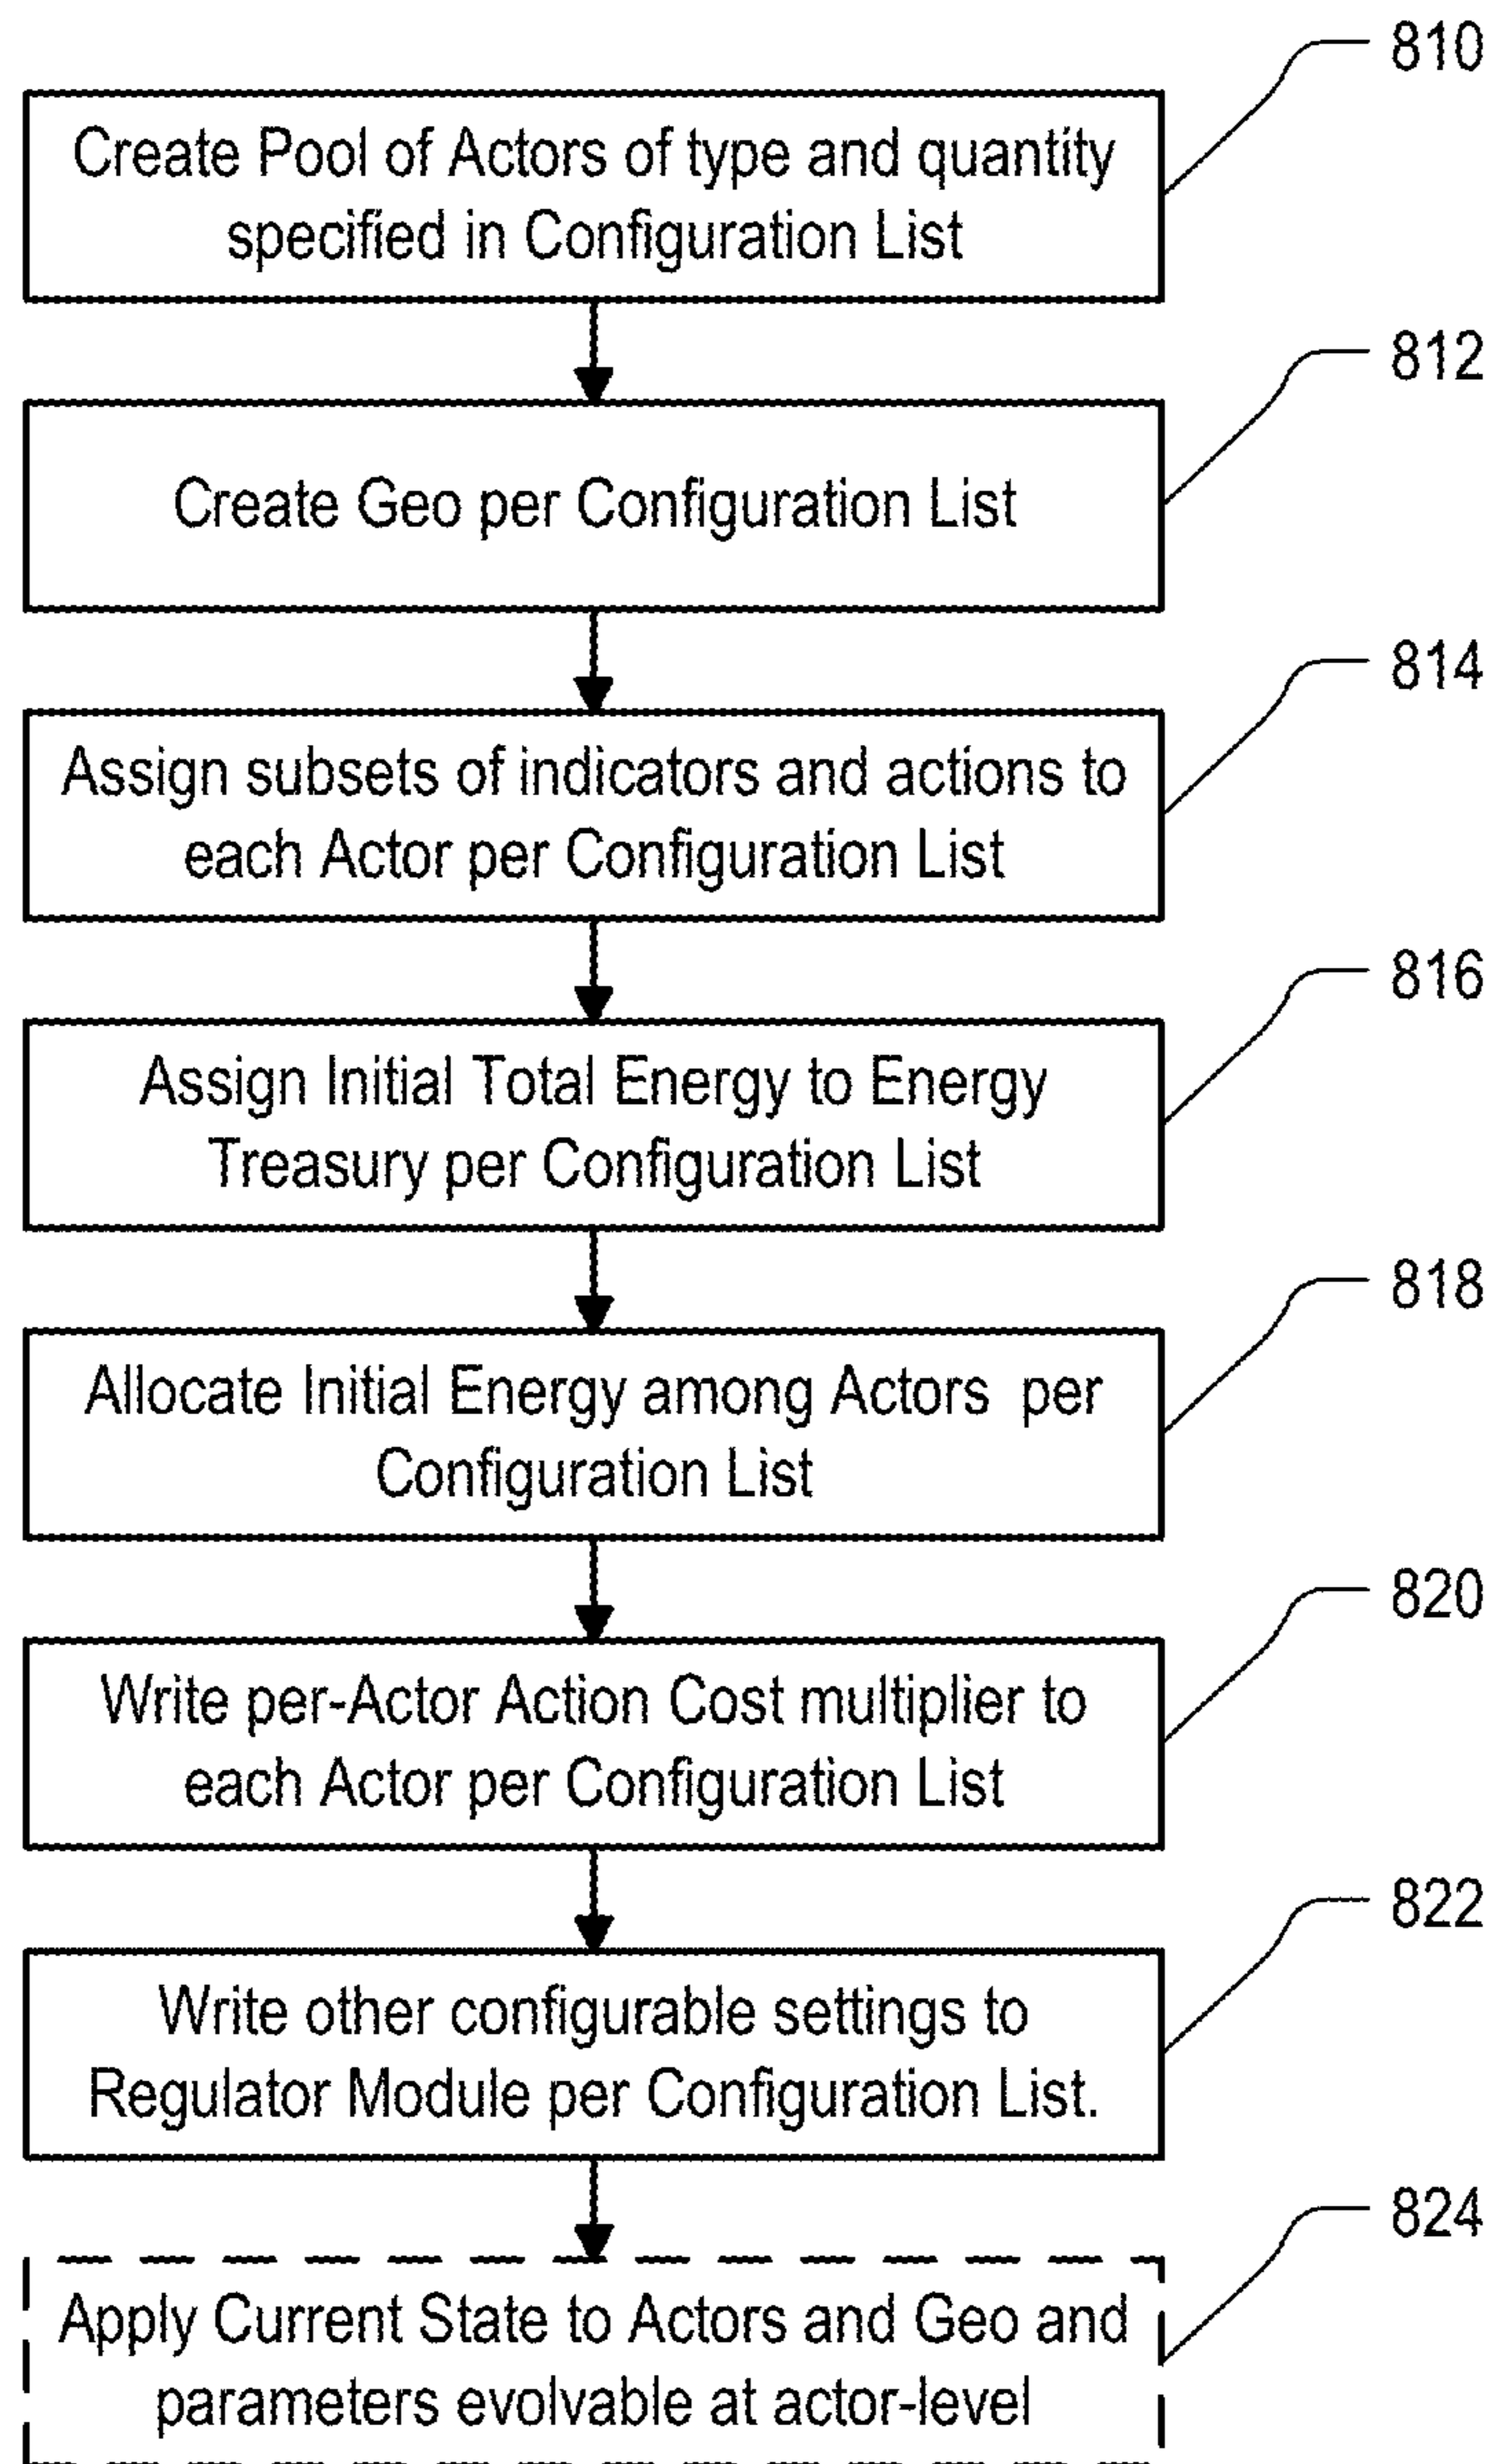 810
Create Pool of Actors of type and quantity
specified in Configuration List
812
Create Geo per Configuration List
814
Assign subsets of indicators and actions to
each Actor per Configuration List
816
Assign Initial Total Energy to Energy
Treasury per Configuration List
818
Allocate Initial Energy among Actors  per
Configuration List
820
Write per-Actor Action Cost multiplier to
each Actor per Configuration List
822
Write other configurable settings to
Regulator Module per Configuration List.
824
Apply Current State to Actors and Geo and
parameters evolvable at actor-level